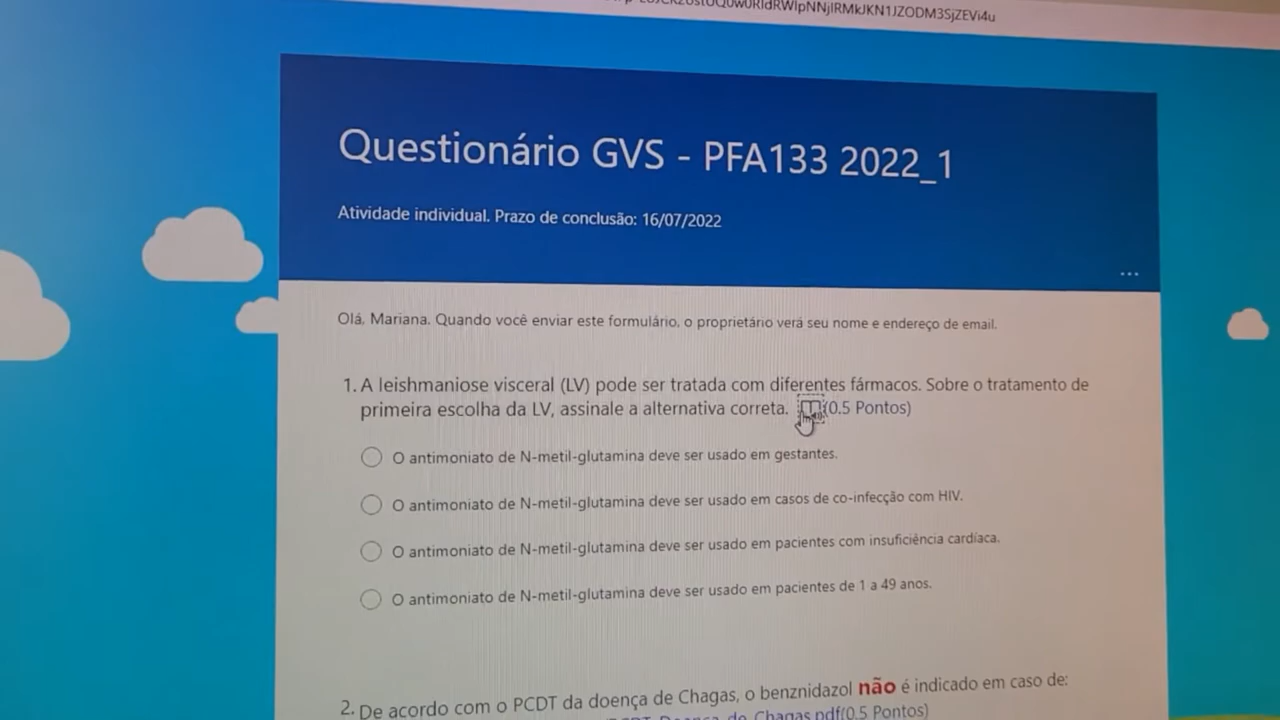 Questionário GVS - PFA133 2022_1
Atividade individual. Prazo de conclusão: 16/07/2022
...
Olá, Mariana. Quando você enviar este formulário, o proprietário verá seu nome e endereço de email.
1. A leishmaniose visceral (LV) pode ser tratada com diferentes fármacos. Sobre o tratamento de
primeira escolha da LV, assinale a alternativa correta. (0.5 Pontos)
O antimoniato de N-metil-glutamina deve ser usado em gestantes.
O antimoniato de N-metil-glutamina deve ser usado em casos de co-infecção com HIV.
O antimoniato de N-metil-glutamina deve ser usado em pacientes com insuficiência cardíaca.
O antimoniato de N-metil-glutamina deve ser usado em pacientes de 1 a 49 anos.
2. De acordo com o PCDT da doença de Chagas, o benznidazol não é indicado em caso de:
Chagas.pdf(0.5 Pontos)